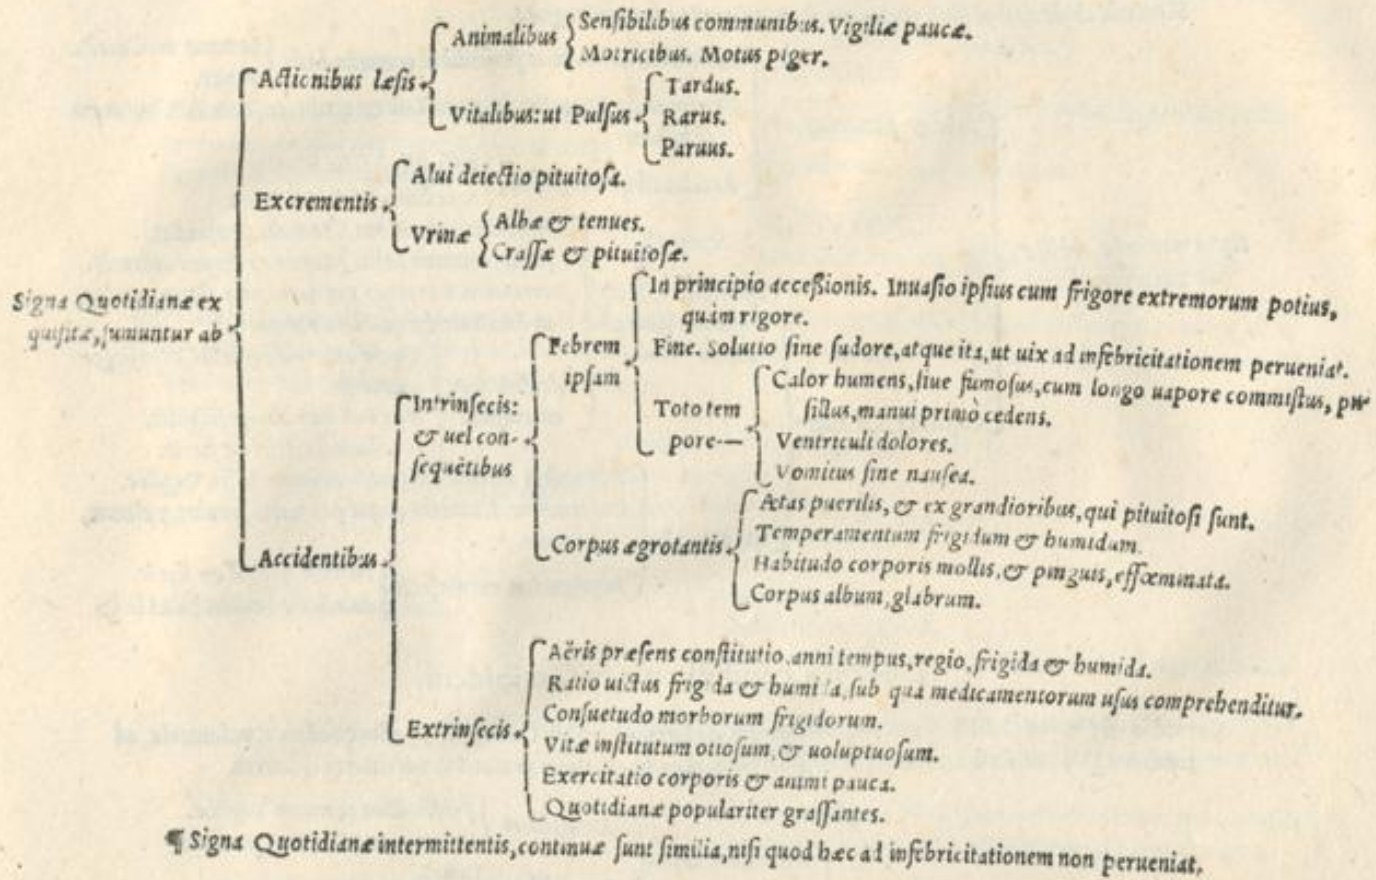 Animalibus
Senſibilibus communibus. Vigiliæ paucæ.
Motricibus. Motus piger.
Actionibus læſis.
Vitalibus: ut Pulſus
Tardus.
Rarus.
Paruus.
Excrementis
Alui deiectio pituitoſa.
Vrinæ
Albæ & tenues.
Craſſæ & pituitoſæ.
Signa Quotidianæ ex
quiſitæ, ſumuntur ab
In principio acceßionis. Inuaſio ipſius cum frigore extremorum potius,
quàm rigore.
Febrem
ipſam
Fine. Solutio ſine ſudore, atque ita, ut uix ad infebricitationem perueniat.
Toto tem
pore-—
Calor humens, ſiue fumoſus, cum longo uapore commiſtus, pu
ſillus, manui primò cedens.
Ventriculi dolores.
Vomitus ſine nauſea.
Intrinſecis:
& uel con-
ſequētibus
Corpus ægrotantis
Ætas puerilis, & ex grandioribus, qui pituitoſi ſunt.
Temperamentum frigidum & humidum.
Habitudo corporis mollis, & pinguis, effœminata.
Corpus album, glabrum.
Accidentibus
Extrinſecis
Aëris præſens conſtitutio. anni tempus, regio, frigida & humida.
Ratio uictus frigida & humida, ſub qua medicamentorum uſus comprehenditur.
Conſuetudo morborum frigidorum.
Vitæ inſtitutum otioſum, & uoluptuoſum.
Exercitatio corporis & animi pauca.
Quotidianæ populariter graſſantes.
¶ Signa Quotidianæ intermittentis, continuæ ſunt ſimilia, niſi quod hæc ad infebricitationem non perueniat.